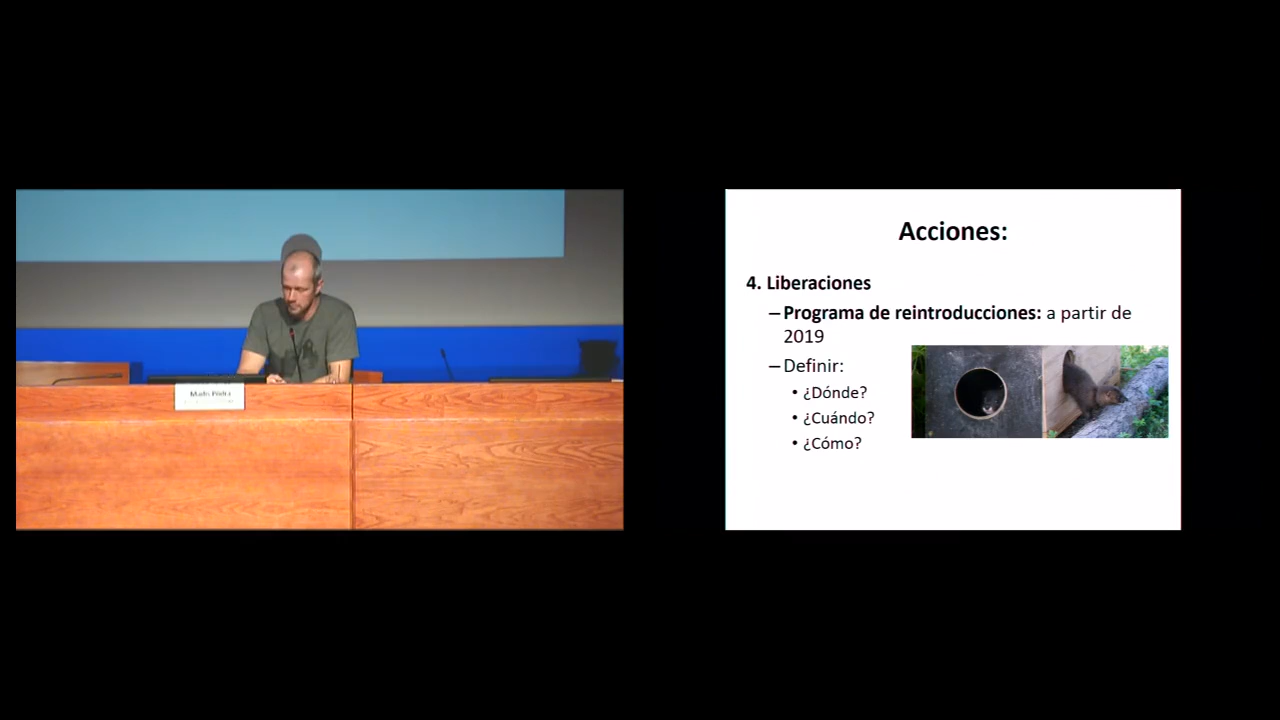 Acciones:
4. Liberaciones
–Programa de reintroducciones: a partir de
2019
–Definir:
• ¿Dónde?
• ¿Cuándo?
• ¿Cómo?